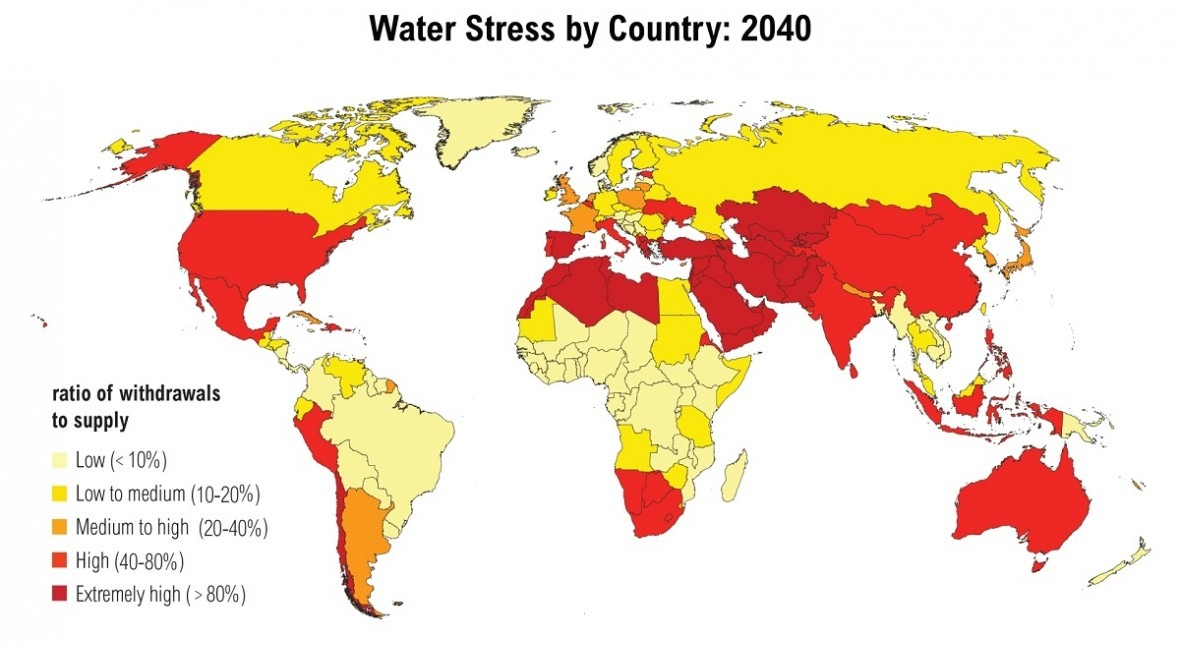 Water Stress by Country: 2040
ratio of withdrawals
to supply
Low (< 10%)
Low to medium (10-20%)
Medium to high (20-40%)
High (40-80%)
Extremely high (> 80%)